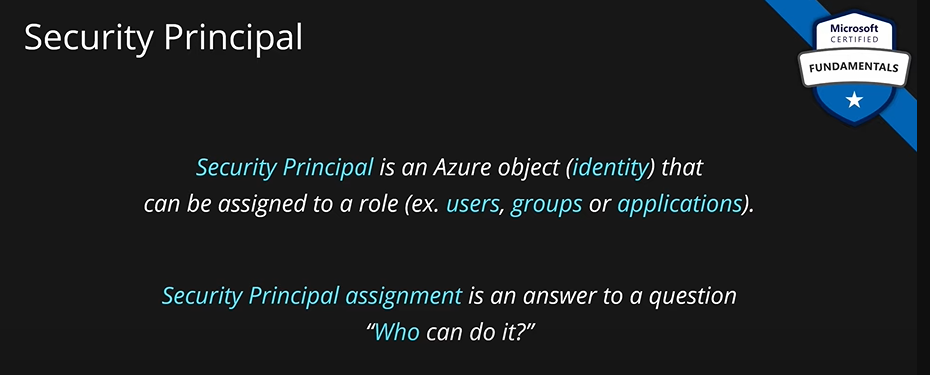 Security Principal
Microsoft
CERTIFIED
FUNDAMENTALS
Security Principal is an Azure object (identity) that
can be assigned to a role (ex. users, groups or applications).
Security Principal assignment is an answer to a question
“Who can do it?”